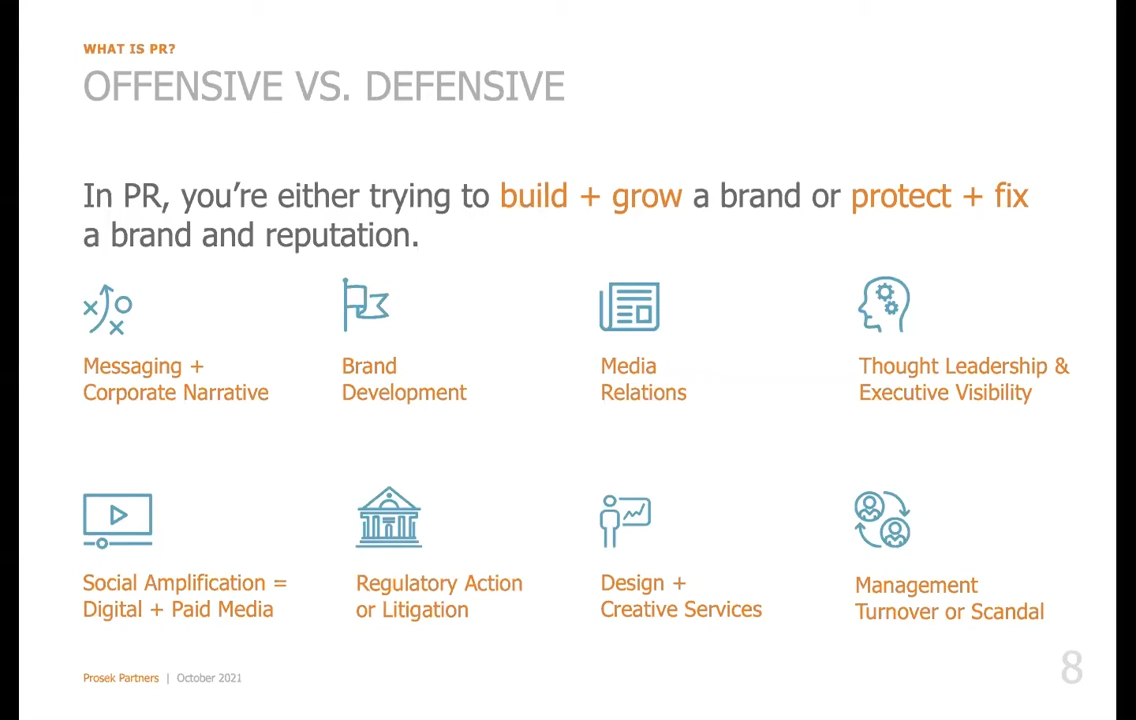 WHAT IS PR?
OFFENSIVE VS. DEFENSIVE
In PR, you’re either trying to build + grow a brand or protect + fix
a brand and reputation.
Messaging +
Corporate Narrative
Brand
Development
Media
Relations
Thought Leadership &
Executive Visibility
Social Amplification =
Digital + Paid Media
Regulatory Action
or Litigation
Design +
Creative Services
Management
Turnover or Scandal
Prosek Partners | October 2021
8